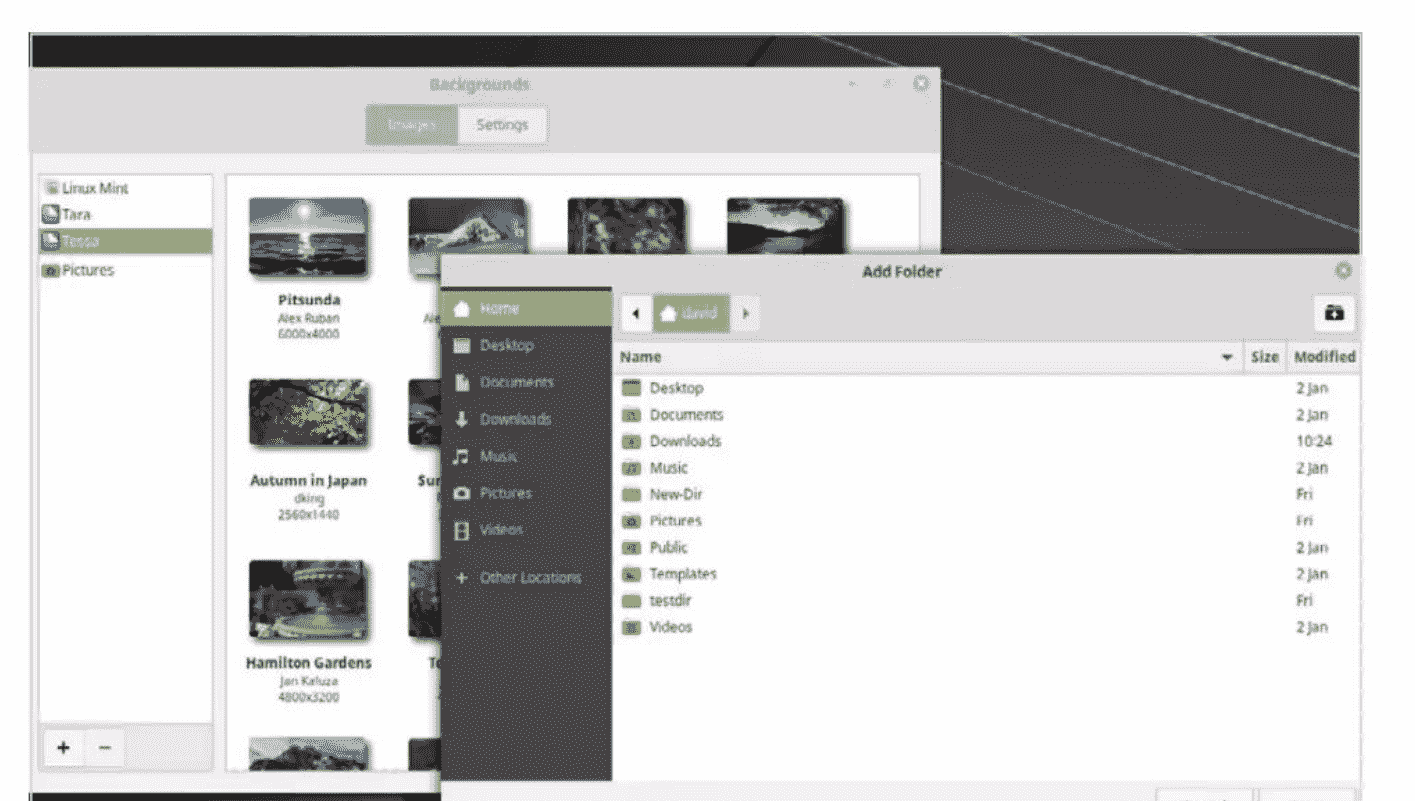 Backgrounds
Images
Settings
Linux Mint
Tara
Tessa
Pictures
Pitsunda
Alex Ruban
6000x4000
Ale
Autumn in Japan
dking
2560x1440
Sur
Hamilton Gardens
Jan Kaluza
4800x3200
Add Folder
Home
Desktop
Documents
Downloads
Music
Pictures
Videos
+ Other Locations
david
Name Size Modified
Desktop 2 Jan
Documents 2 Jan
Downloads 10:24
Music 2 Jan
New-Dir Fri
Pictures Fri
Public 2 Jan
Templates 2 Jan
testdir Fri
Videos 2 Jan